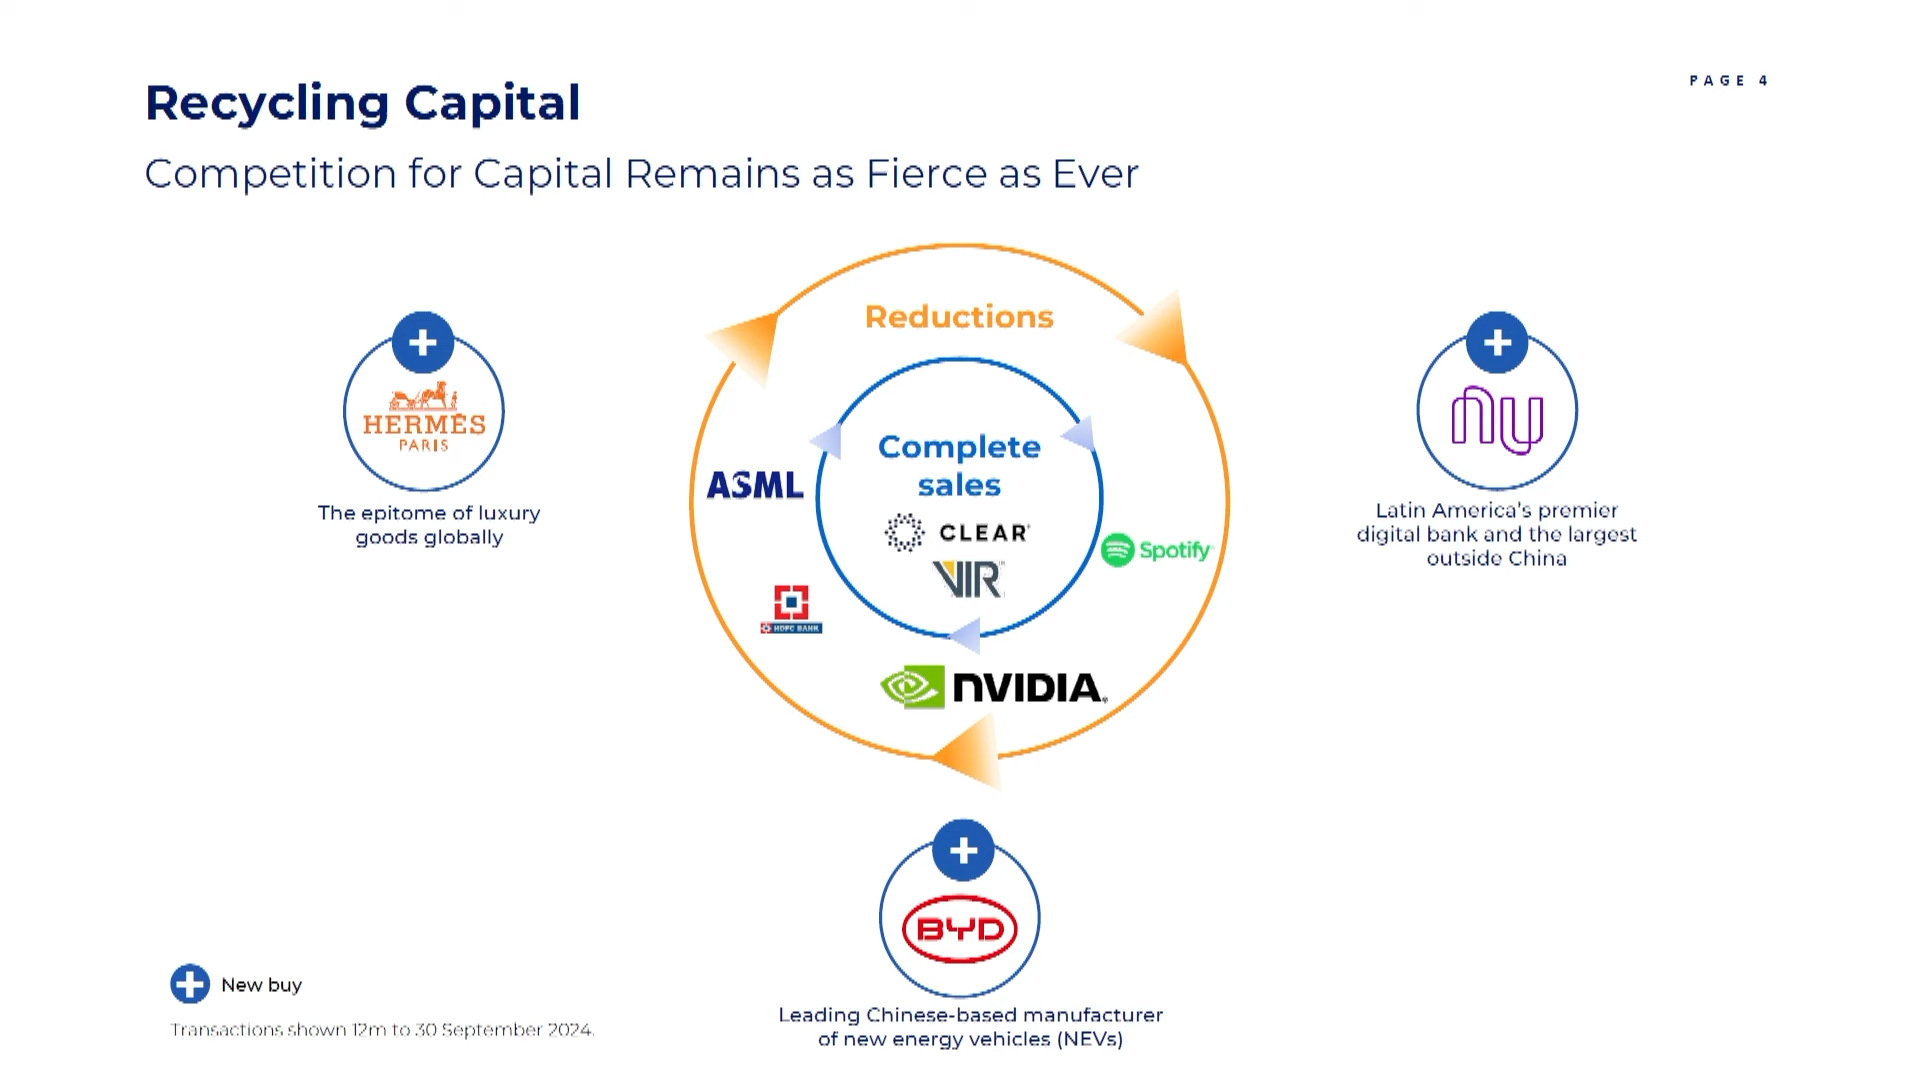 PAGE 4
Recycling Capital
Competition for Capital Remains as Fierce as Ever
Reductions
HERMÈS
PARIS
The epitome of luxury
goods globally
Complete
sales
ASML
CLEAR
VIR
Spotify
HDFC BANK
NVIDIA
nu
Latin America's premier
digital bank and the largest
outside China
BYD
Leading Chinese-based manufacturer
of new energy vehicles (NEVs)
New buy
Transactions shown 12m to 30 September 2024.